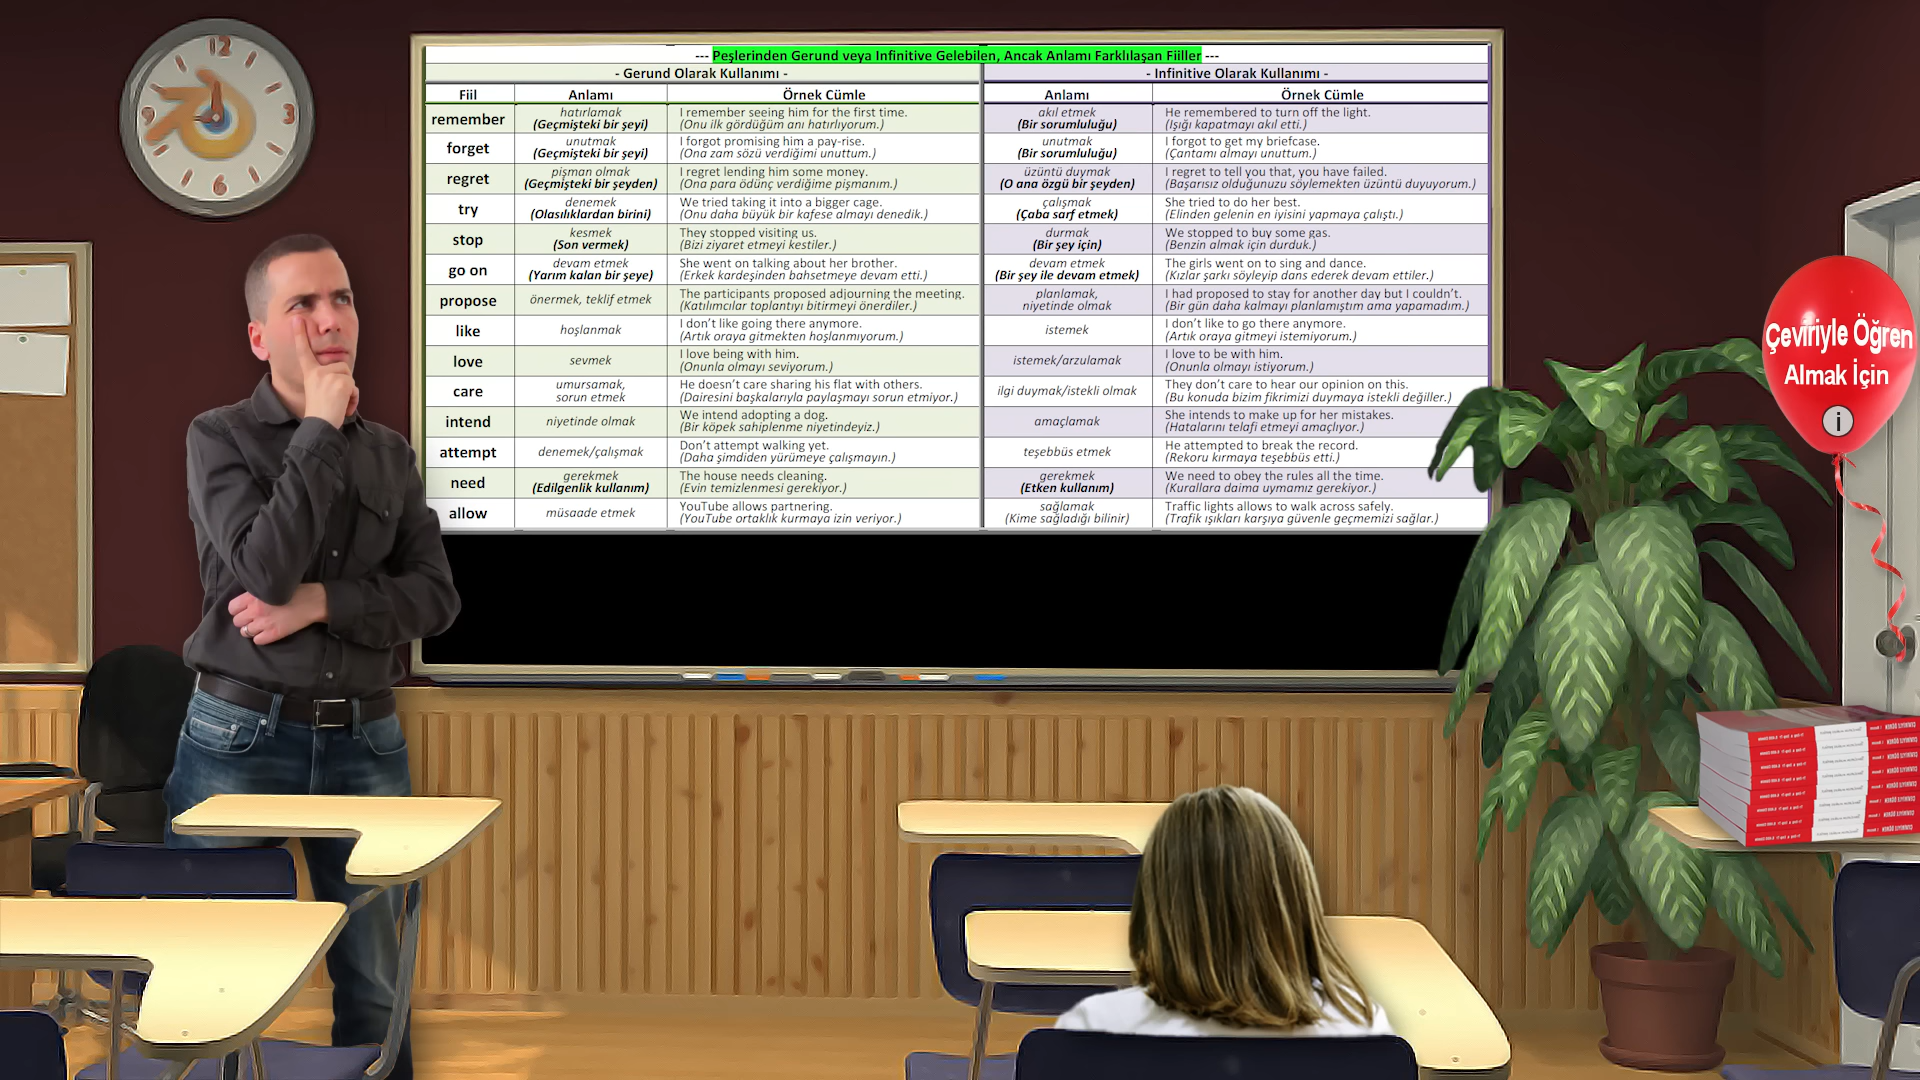 --- Peşlerinden Gerund veya Infinitive Gelebilen, Ancak Anlamı Farklılaşan Fiiller ---
- Gerund Olarak Kullanımı -
- Infinitive Olarak Kullanımı -
Fiil Anlamı Örnek Cümle Anlamı Örnek Cümle
remember
hatırlamak
(Geçmişteki bir şeyi)
I remember seeing him for the first time.
(Onu ilk gördüğüm anı hatırlıyorum.)
akıl etmek
(Bir sorumluluğu)
He remembered to turn off the light.
(Işığı kapatmayı akıl etti.)
forget
unutmak
(Geçmişteki bir şeyi)
I forgot promising him a pay-rise.
(Ona zam sözü verdiğimi unuttum.)
unutmak
(Bir sorumluluğu)
I forgot to get my briefcase.
(Çantamı almayı unuttum.)
regret
pişman olmak
(Geçmişteki bir şeyden)
I regret lending him some money.
(Ona para ödünç verdiğime pişmanım.)
üzüntü duymak
(O ana özgü bir şeyden)
I regret to tell you that, you have failed.
(Başarısız olduğunuzu söylemekten üzüntü duyuyorum.)
try
denemek
(Olasılıklardan birini)
We tried taking it into a bigger cage.
(Onu daha büyük bir kafese almayı denedik.)
çalışmak
(Çaba sarf etmek)
She tried to do her best.
(Elinden gelenin en iyisini yapmaya çalıştı.)
stop
kesmek
(Son vermek)
They stopped visiting us.
(Bizi ziyaret etmeyi kestiler.)
durmak
(Bir şey için)
We stopped to buy some gas.
(Benzin almak için durduk.)
go on
devam etmek
(Yarım kalan bir şeye)
She went on talking about her brother.
(Erkek kardeşinden bahsetmeye devam etti.)
devam etmek
(Bir şey ile devam etmek)
The girls went on to sing and dance.
(Kızlar şarkı söyleyip dans ederek devam ettiler.)
propose
önermek, teklif etmek
The participants proposed adjourning the meeting.
(Katılımcılar toplantıyı bitirmeyi önerdiler.)
planlamak,
niyetinde olmak
I had proposed to stay for another day but I couldn't.
(Bir gün daha kalmayı planlamıştım ama yapamadım.)
like
hoşlanmak
I don't like going there anymore.
(Artık oraya gitmekten hoşlanmıyorum.)
istemek
I don't like to go there anymore.
(Artık oraya gitmeyi istemiyorum.)
love
sevmek
I love being with him.
(Onunla olmayı seviyorum.)
istemek/arzulamak
I love to be with him.
(Onunla olmayı istiyorum.)
care
umursamak,
sorun etmek
He doesn't care sharing his flat with others.
(Dairesini başkalarıyla paylaşmayı sorun etmiyor.)
ilgi duymak/istekli olmak
They don't care to hear our opinion on this.
(Bu konuda bizim fikrimizi duymaya istekli değiller.)
intend
niyetinde olmak
We intend adopting a dog.
(Bir köpek sahiplenme niyetindeyiz.)
amaçlamak
She intends to make up for her mistakes.
(Hatalarını telafi etmeyi amaçlıyor.)
attempt
denemek/çalışmak
Don't attempt walking yet.
(Daha şimdiden yürümeye çalışmayın.)
teşebbüs etmek
He attempted to break the record.
(Rekoru kırmaya teşebbüs etti.)
need
gerekmek
(Edilgenlik kullanım)
The house needs cleaning.
(Evin temizlenmesi gerekiyor.)
gerekmek
(Etken kullanım)
We need to obey the rules all the time.
(Kurallara daima uymamız gerekiyor.)
allow
müsaade etmek
YouTube allows partnering.
(YouTube ortaklık kurmaya izin veriyor.)
sağlamak
(Kime sağladığı bilinir)
Traffic lights allows to walk across safely.
(Trafik ışıkları karşıya güvenle geçmemizi sağlar.)
12
3
6
9
Çeviriyle Öğren
Almak İçin
i